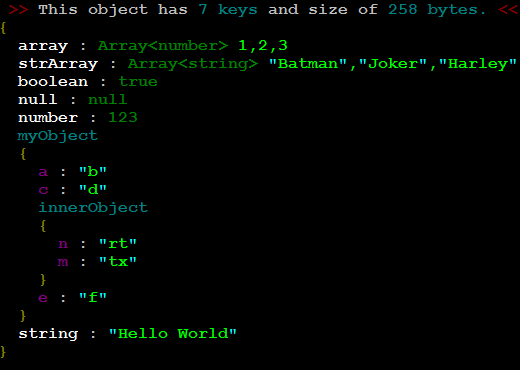 >> This object has 7 keys and size of 258 bytes. <<
{
array : Array<number> 1,2,3
strArray : Array<string> "Batman","Joker","Harley"
boolean : true
null : null
number : 123
myObject
{
a : "b"
c : "d"
innerObject
{
n : "rt"
m : "tx"
}
e : "f"
}
string : "Hello World"
}